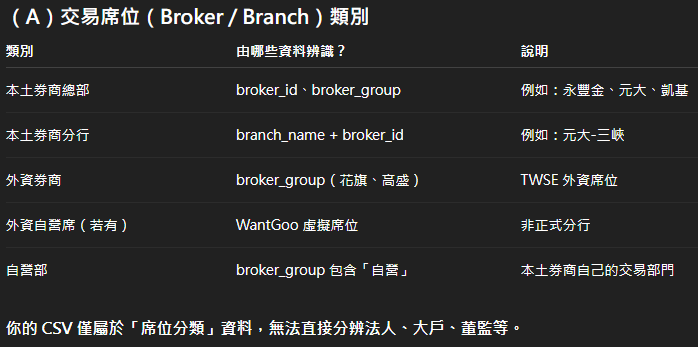 （A）交易席位（Broker / Branch）類別
類別 由哪些資料辨識？ 說明
本土券商總部 broker_id、broker_group 例如：永豐金、元大、凱基
本土券商分行 branch_name + broker_id 例如：元大-三峽
外資券商 broker_group（花旗、高盛） TWSE 外資席位
外資自營席（若有） WantGoo 虛擬席位 非正式分行
自營部 broker_group 包含「自營」 本土券商自己的交易部門
你的 CSV 僅屬於「席位分類」資料，無法直接分辨法人、大戶、董監等。